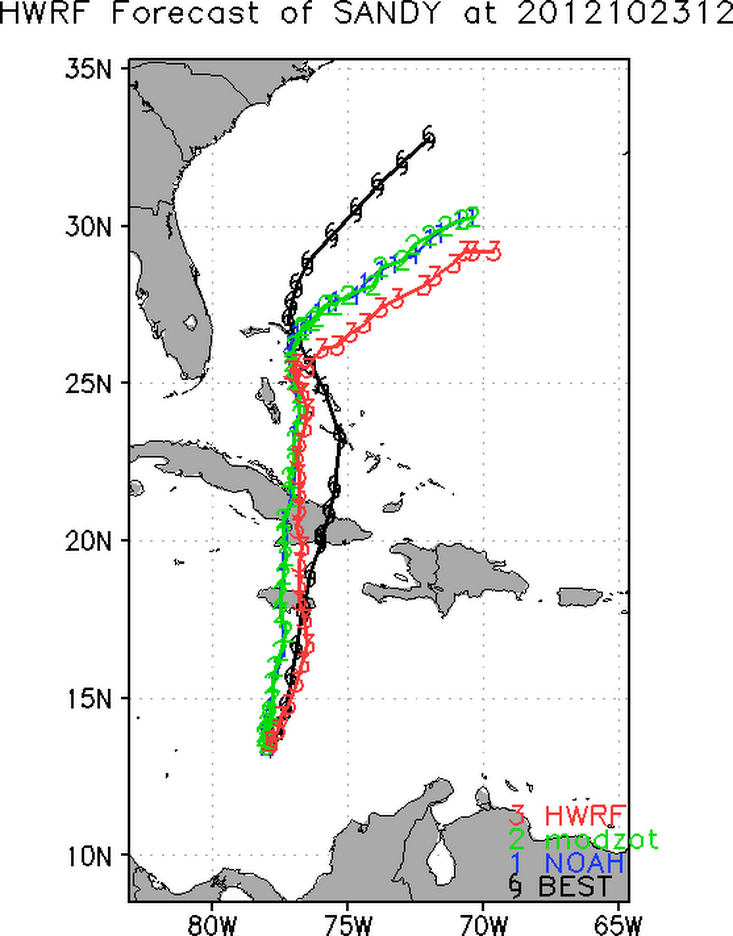 HWRF Forecast of SANDY at 2012102312
35N
30N
25N
20N
15N
10N
3 HWRF
2 modzot
1 NOAH
BEST
80W 75W 70W 65W